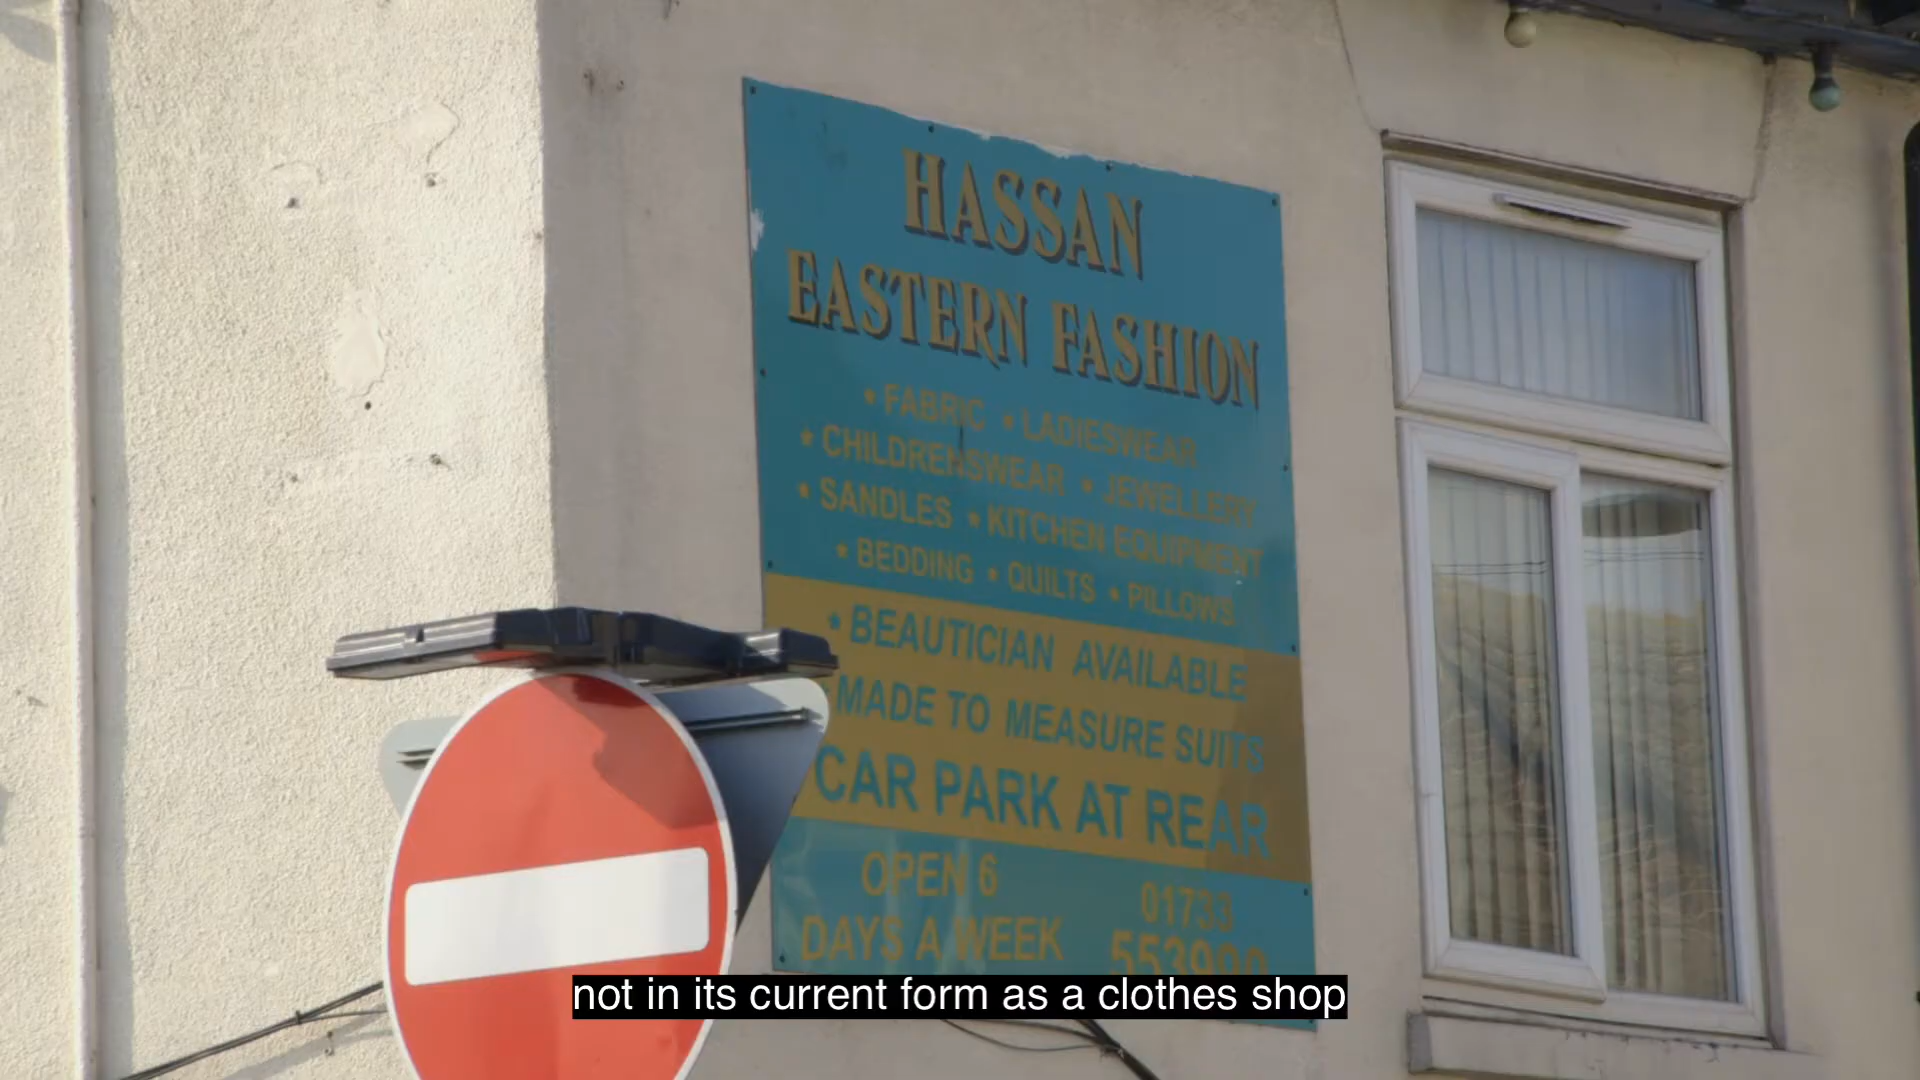 HASSAN
EASTERN FASHION
• FABRIC • LADIESWEAR
• CHILDRENSWEAR • JEWELLERY
• SANDLES • KITCHEN EQUIPMENT
• BEDDING • QUILTS • PILLOWS
• BEAUTICIAN AVAILABLE
MADE TO MEASURE SUITS
CAR PARK AT REAR
OPEN 6
DAYS A WEEK
01733
not in its current form as a clothes shop